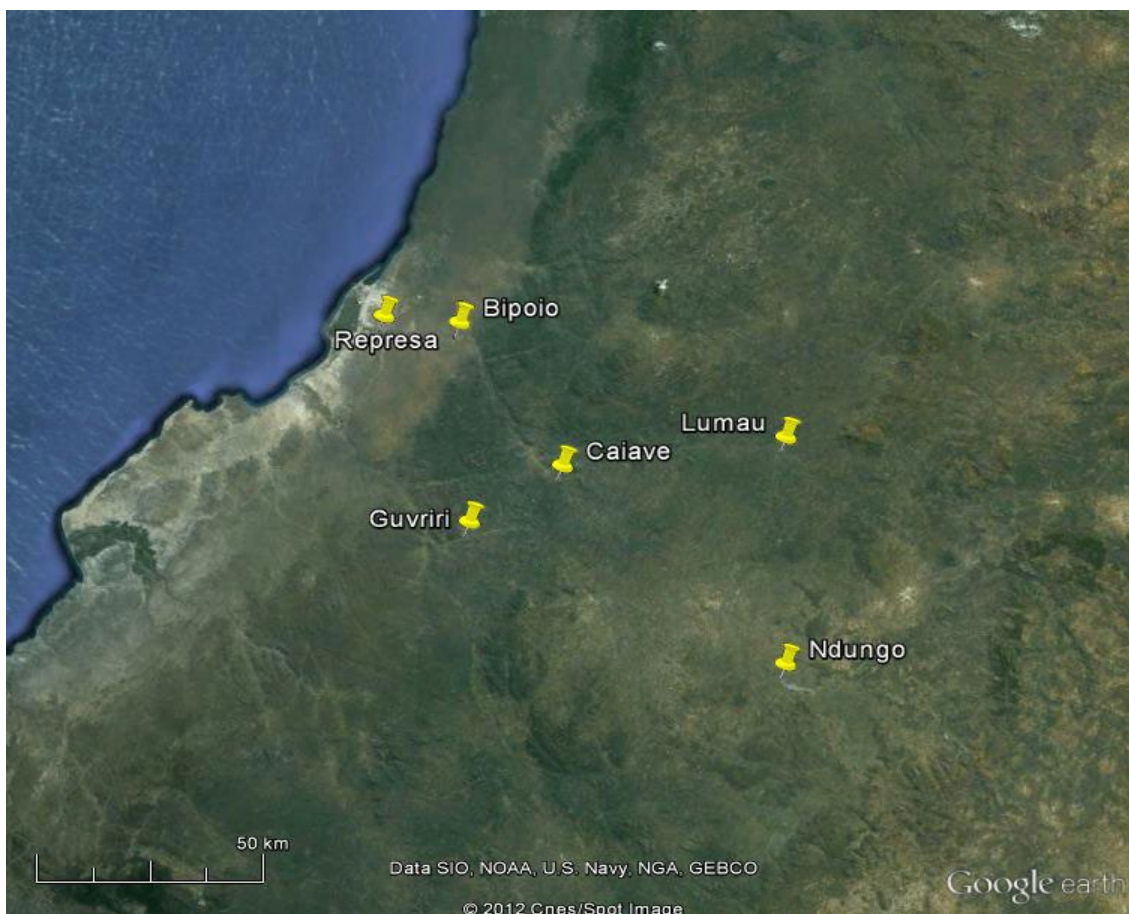 Bipoio
Represa
Lumau
Caiave
Guvriri
Ndungo
50 km
Data SIO, NOAA, U.S. Navy, NGA, GEBCO
Google earth
© 2012 Cnes/Spot Image